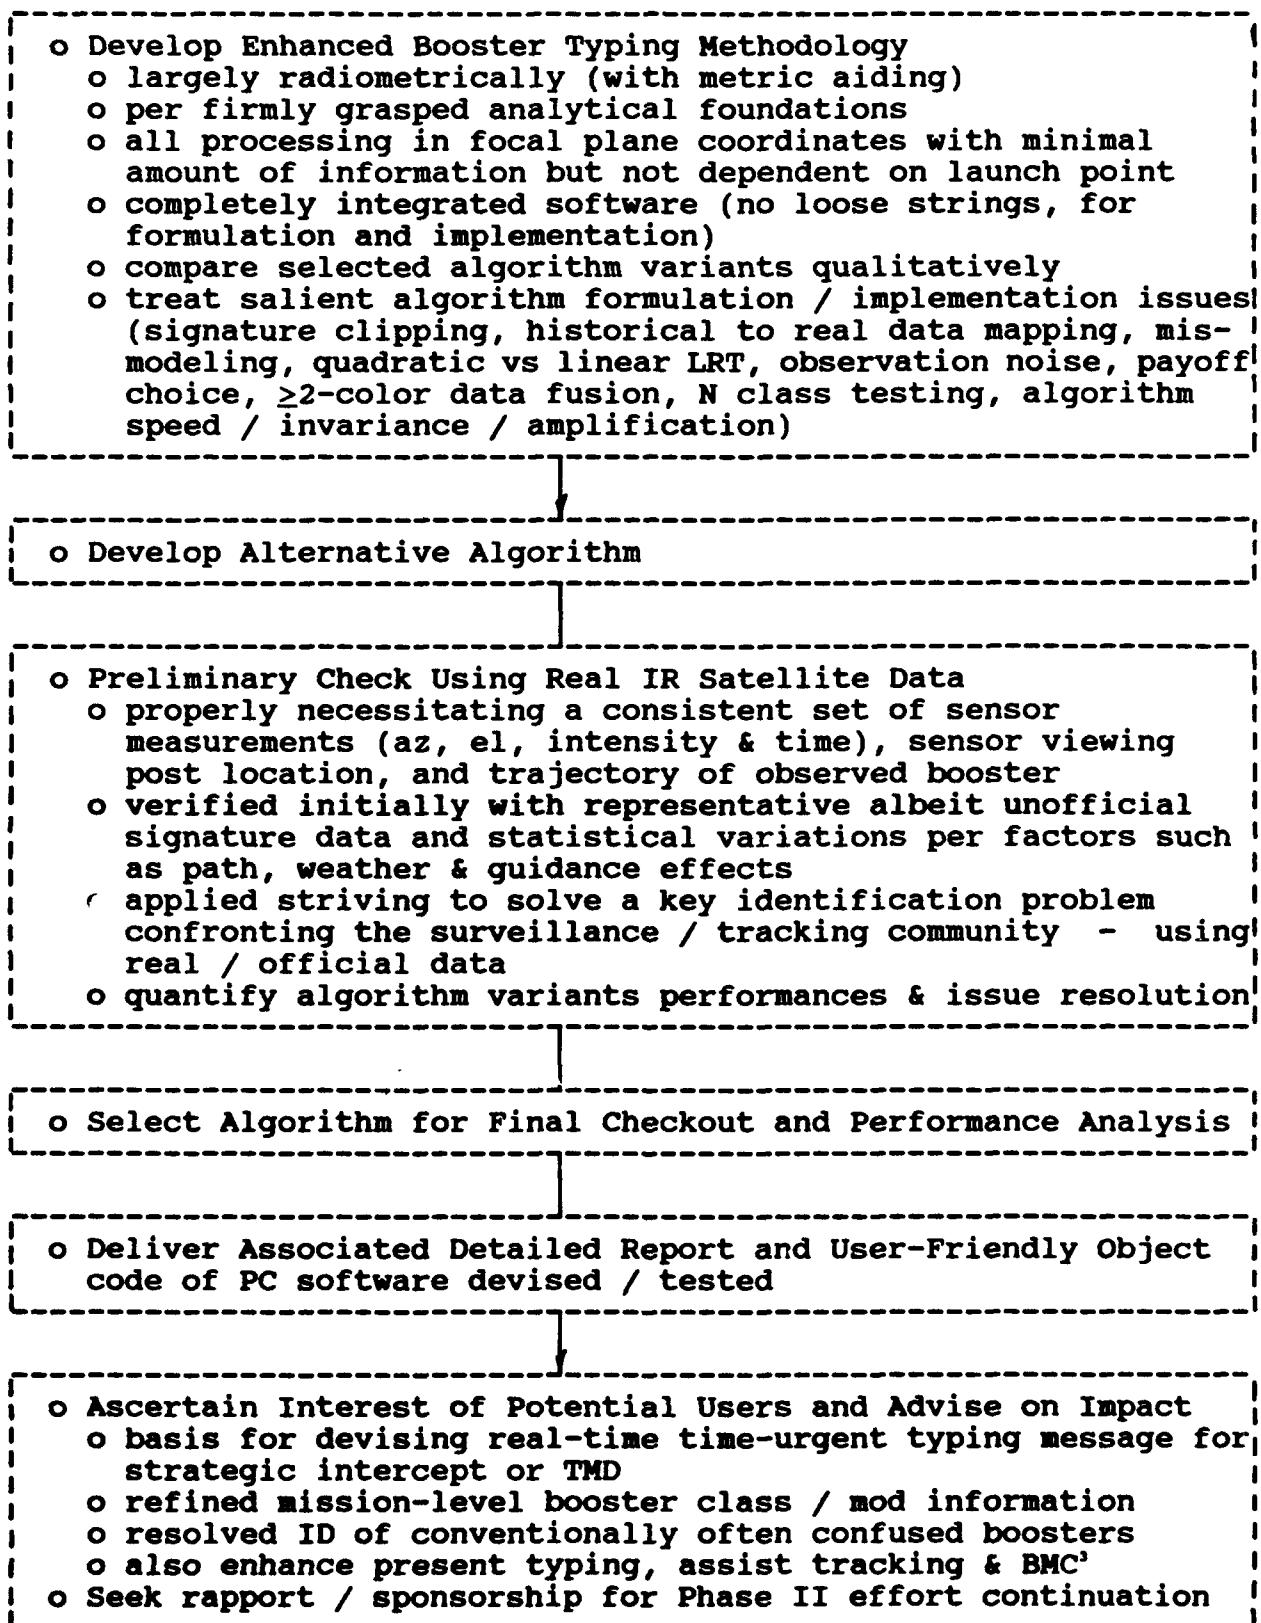 o Develop Enhanced Booster Typing Methodology
o largely radiometrically (with metric aiding)
o per firmly grasped analytical foundations
o all processing in focal plane coordinates with minimal
amount of information but not dependent on launch point
o completely integrated software (no loose strings, for
formulation and implementation)
o compare selected algorithm variants qualitatively
o treat salient algorithm formulation / implementation issues
(signature clipping, historical to real data mapping, mis-
modeling, quadratic vs linear LRT, observation noise, payoff
choice, ≥2-color data fusion, N class testing, algorithm
speed / invariance / amplification)
o Develop Alternative Algorithm
o Preliminary Check Using Real IR Satellite Data
o properly necessitating a consistent set of sensor
measurements (az, el, intensity & time), sensor viewing
post location, and trajectory of observed booster
o verified initially with representative albeit unofficial
signature data and statistical variations per factors such
as path, weather & guidance effects
applied striving to solve a key identification problem
confronting the surveillance / tracking community - using
real / official data
o quantify algorithm variants performances & issue resolution
o Select Algorithm for Final Checkout and Performance Analysis
o Deliver Associated Detailed Report and User-Friendly Object
code of PC software devised / tested
o Ascertain Interest of Potential Users and Advise on Impact
o basis for devising real-time time-urgent typing message for
strategic intercept or TMD
o refined mission-level booster class / mod information
o resolved ID of conventionally often confused boosters
o also enhance present typing, assist tracking & BMC³
o Seek rapport / sponsorship for Phase II effort continuation